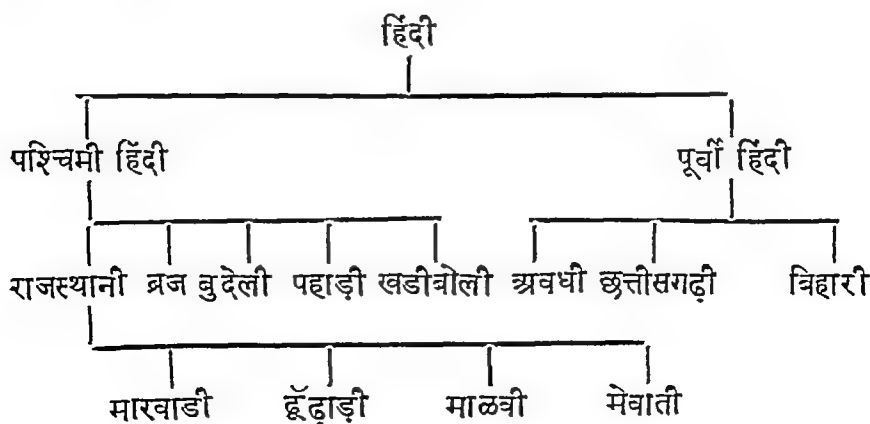 हिंदी
पश्चिमी हिंदी पूर्वी हिंदी
राजस्थानी व्रज बुदेली पहाड़ी खडीबोली अवधी छत्तीसगढ़ी बिहारी
मारवाडी ढूँढाड़ी माळवी मेवाती